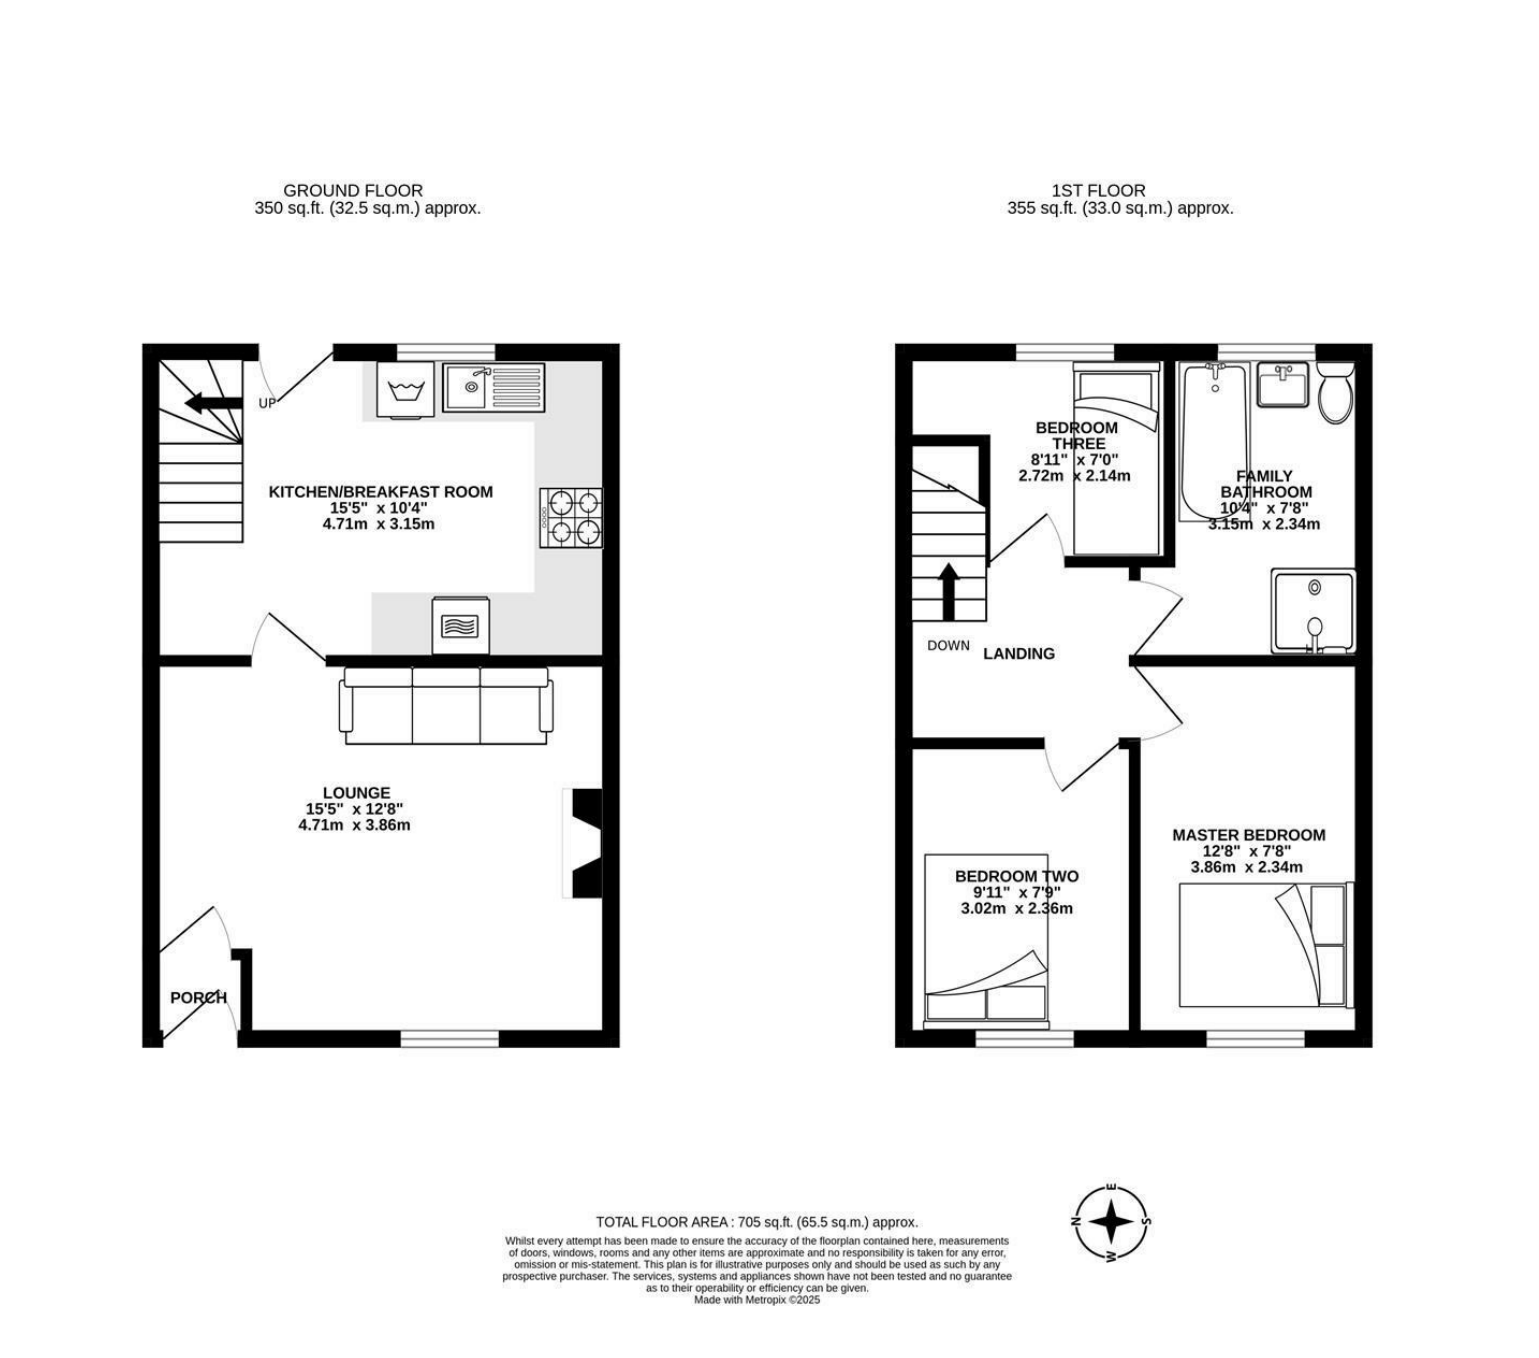 GROUND FLOOR
350 sq.ft. (32.5 sq.m.) approx.
1ST FLOOR
355 sq.ft. (33.0 sq.m.) approx.
UP
KITCHEN/BREAKFAST ROOM
15'5" x 10'4"
4.71m x 3.15m
LOUNGE
15'5" x 12'8"
4.71m x 3.86m
PORCH
BEDROOM
THREE
8'11" x 7'0"
2.72m x 2.14m
FAMILY
BATHROOM
10'4" x 7'8"
3.15m x 2.34m
DOWN
LANDING
MASTER BEDROOM
12'8" x 7'8"
3.86m x 2.34m
BEDROOM TWO
9'11" x 7'9"
3.02m x 2.36m
E
N
S
W
TOTAL FLOOR AREA : 705 sq.ft. (65.5 sq.m.) approx.
Whilst every attempt has been made to ensure the accuracy of the floorplan contained here, measurements
of doors, windows, rooms and any other items are approximate and no responsibility is taken for any error,
omission or mis-statement. This plan is for illustrative purposes only and should be used as such by any
prospective purchaser. The services, systems and appliances shown have not been tested and no guarantee
as to their operability or efficiency can be given.
Made with Metropix ©2025